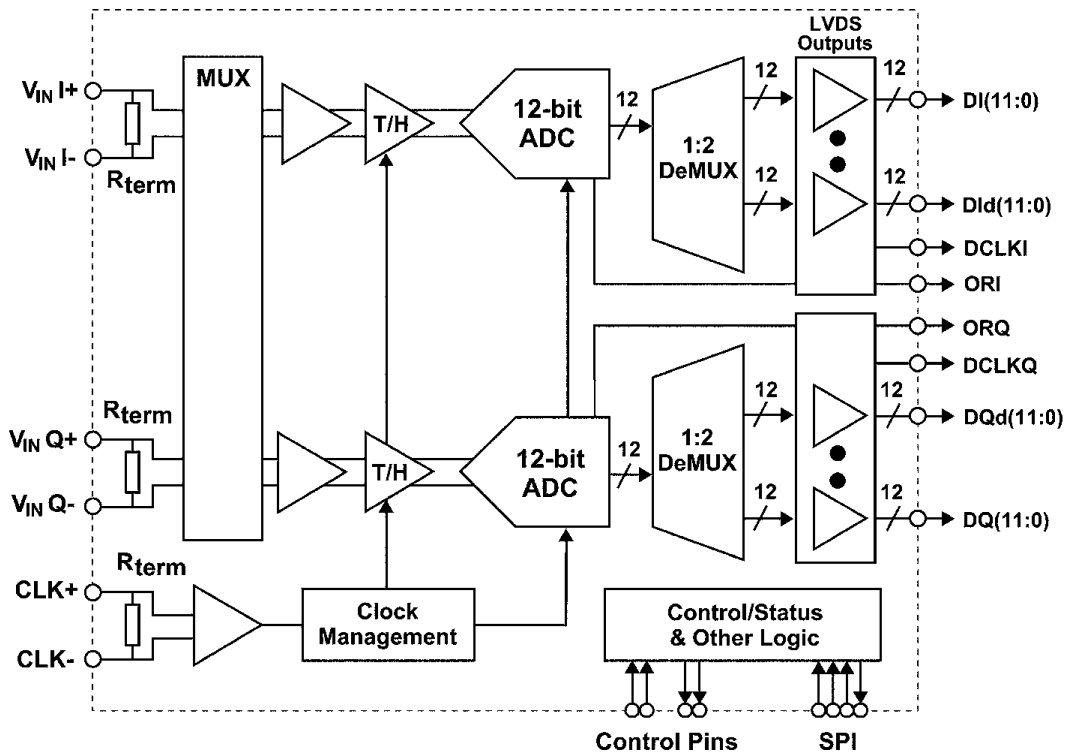 LVDS
Outputs
MUX
12
12
12
12
V_IN I+
V_IN I-
R_term
T/H
12-bit
ADC
1:2
DeMUX
12
12
DI(11:0)
DId(11:0)
DCLKI
ORI
ORQ
DCLKQ
R_term
V_IN Q+
V_IN Q-
T/H
12-bit
ADC
12
1:2
DeMUX
12
12
12
12
DQd(11:0)
DQ(11:0)
R_term
CLK+
CLK-
Clock
Management
Control/Status
& Other Logic
Control Pins
SPI